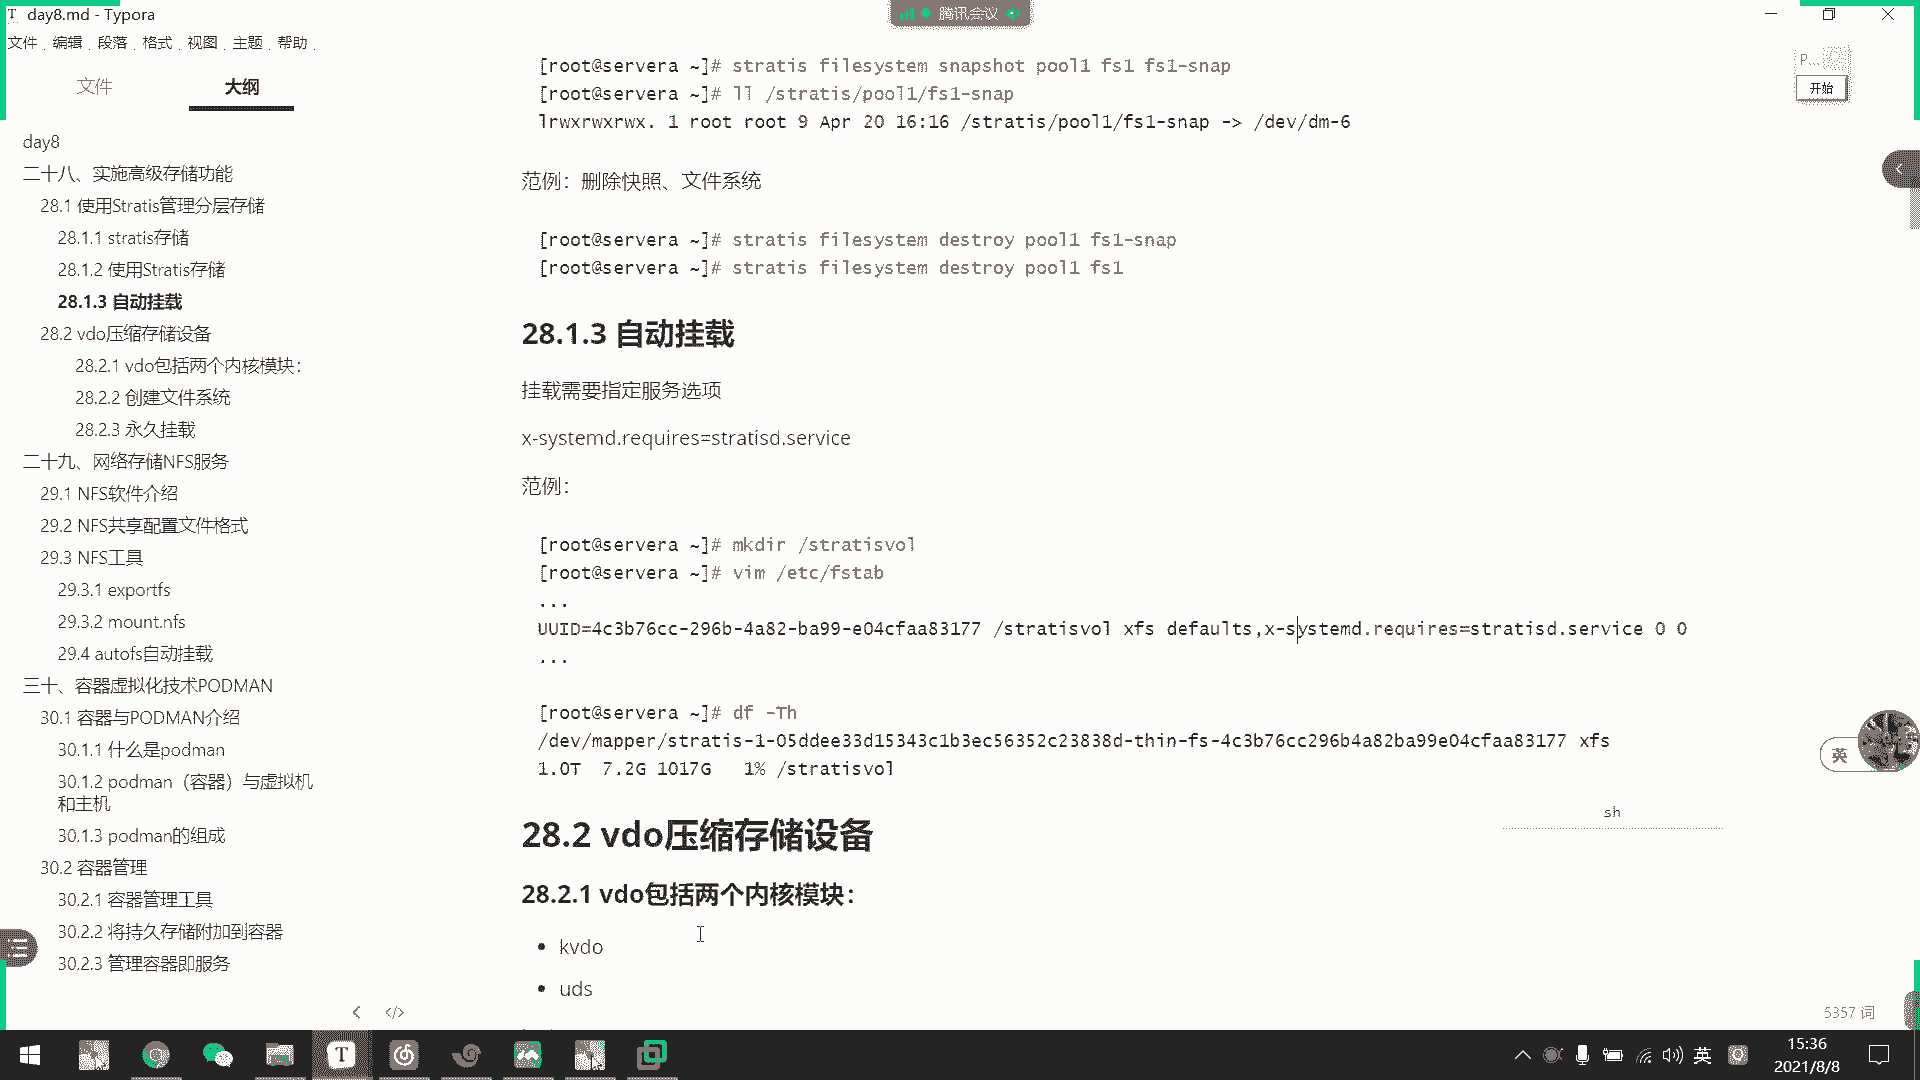 day8.md - Typora
腾讯会议
文件 编辑 段落 格式 视图 主题 帮助
文件
大纲
day8
二十八、实施高级存储功能
28.1 使用Stratis管理分层存储
28.1.1 stratis存储
28.1.2 使用Stratis存储
28.1.3 自动挂载
28.2 vdo压缩存储设备
28.2.1 vdo包括两个内核模块：
28.2.2 创建文件系统
28.2.3 永久挂载
二十九、网络存储NFS服务
29.1 NFS软件介绍
29.2 NFS共享配置文件格式
29.3 NFS工具
29.3.1 exportfs
29.3.2 mount.nfs
29.4 autofs自动挂载
三十、容器虚拟化技术PODMAN
30.1 容器与PODMAN介绍
30.1.1 什么是podman
30.1.2 podman（容器）与虚拟机
和主机
30.1.3 podman的组成
30.2 容器管理
30.2.1 容器管理工具
30.2.2 将持久存储附加到容器
30.2.3 管理容器即服务
[root@servera ~]# stratis filesystem snapshot pool1 fs1 fs1-snap
[root@servera ~]# ll /stratis/pool1/fs1-snap
lrwxrwxrwx. 1 root root 9 Apr 20 16:16 /stratis/pool1/fs1-snap -> /dev/dm-6
范例：删除快照、文件系统
[root@servera ~]# stratis filesystem destroy pool1 fs1-snap
[root@servera ~]# stratis filesystem destroy pool1 fs1
28.1.3 自动挂载
挂载需要指定服务选项
x-systemd.requires=stratisd.service
范例：
[root@servera ~]# mkdir /stratisvol
[root@servera ~]# vim /etc/fstab
...
UUID=4c3b76cc-296b-4a82-ba99-e04cfaa83177 /stratisvol xfs defaults,x-systemd.requires=stratisd.service 0 0
...
[root@servera ~]# df -Th
/dev/mapper/stratis-1-05ddee33d15343c1b3ec56352c23838d-thin-fs-4c3b76cc296b4a82ba99e04cfaa83177 xfs
1.0T 7.2G 1017G 1% /stratisvol
sh
28.2 vdo压缩存储设备
28.2.1 vdo包括两个内核模块：
• kvdo
• uds
P...
开始
英
</> 
5357 词
英
15:36
2021/8/8